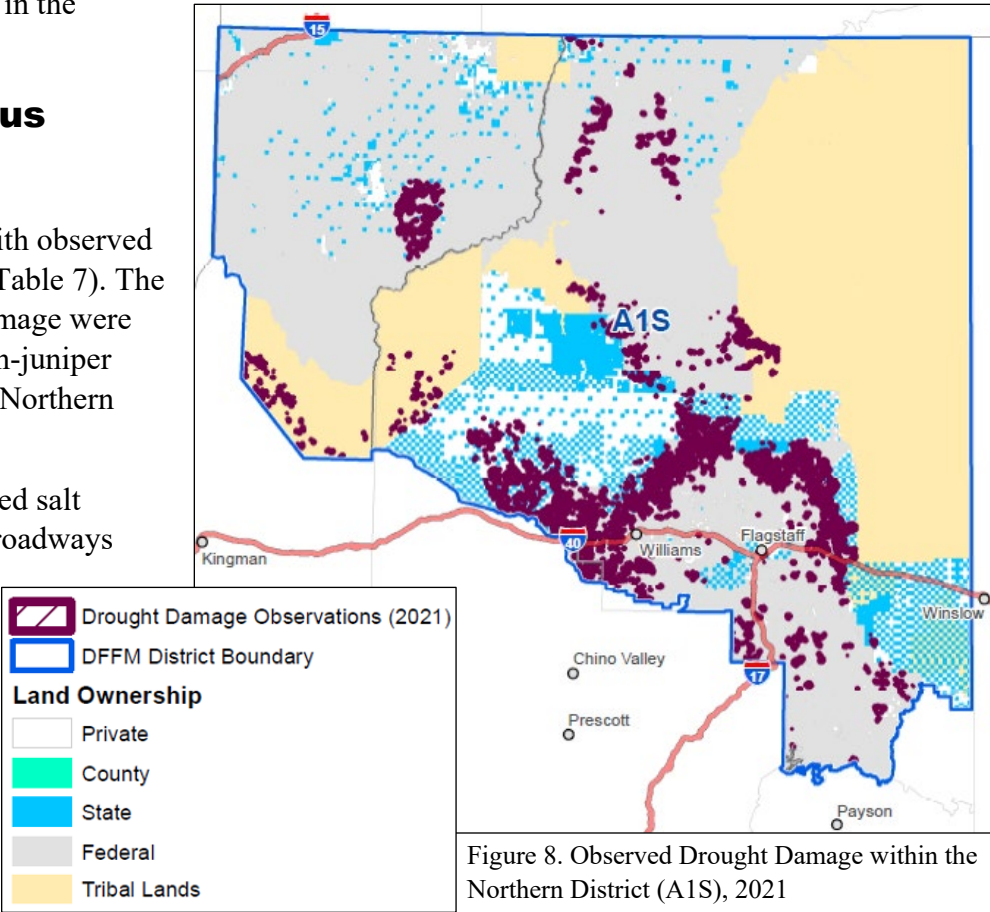 in the
us
ith observed
Table 7). The
mage were
n-juniper
Northern
ed salt
roadways
15
A1S
40
Kingman
Williams
Flagstaff
Winslow
17
Chino Valley
Prescott
Payson
Drought Damage Observations (2021)
DFFM District Boundary
Land Ownership
Private
County
State
Federal
Tribal Lands
Figure 8. Observed Drought Damage within the
Northern District (A1S), 2021